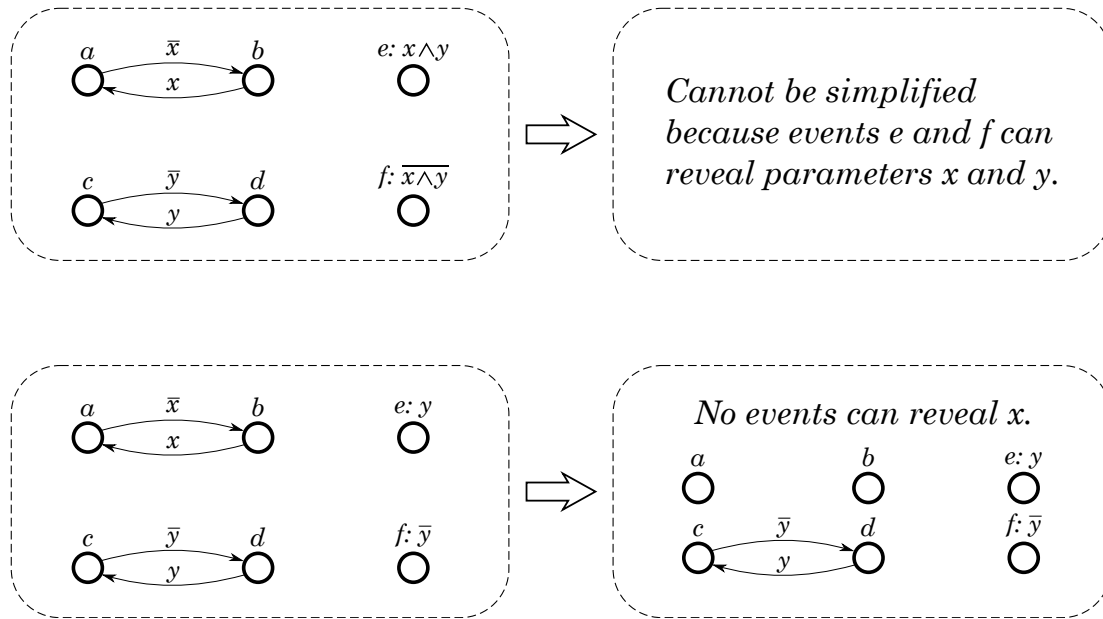 a x̅ b e: x∧y
x
c y̅ d f: x∧y̅
y
Cannot be simplified
because events e and f can
reveal parameters x and y.
a x̅ b e: y
x
c y̅ d f: y̅
y
No events can reveal x.
a b e: y
c y̅ d f: y̅
y